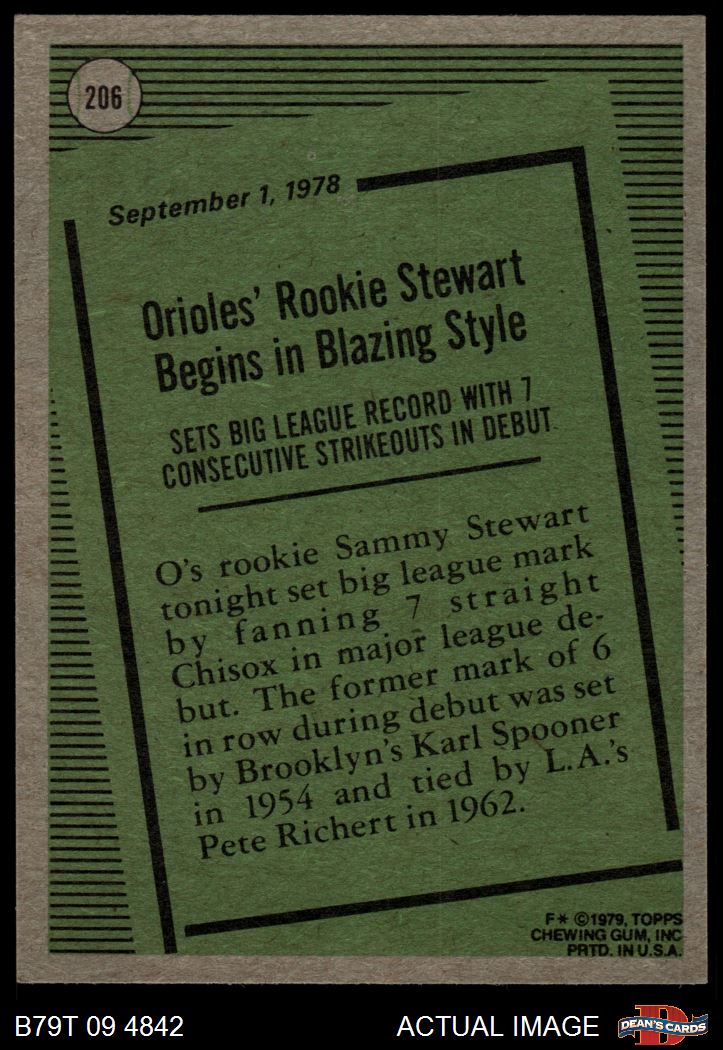 206
September 1, 1978
Orioles' Rookie Stewart
Begins in Blazing Style
SETS BIG LEAGUE RECORD WITH 7
CONSECUTIVE STRIKEOUTS IN DEBUT
O's rookie Sammy Stewart
tonight set big league mark
by fanning 7 straight
Chisox in major league de-
but. The former mark of 6
in row during debut was set
by Brooklyn's Karl Spooner
in 1954 and tied by L.A.'s
Pete Richert in 1962.
F* ©1979, TOPPS
CHEWING GUM, INC
PRTD. IN U.S.A.
B79T 09 4842
ACTUAL IMAGE
DEAN'S CARDS